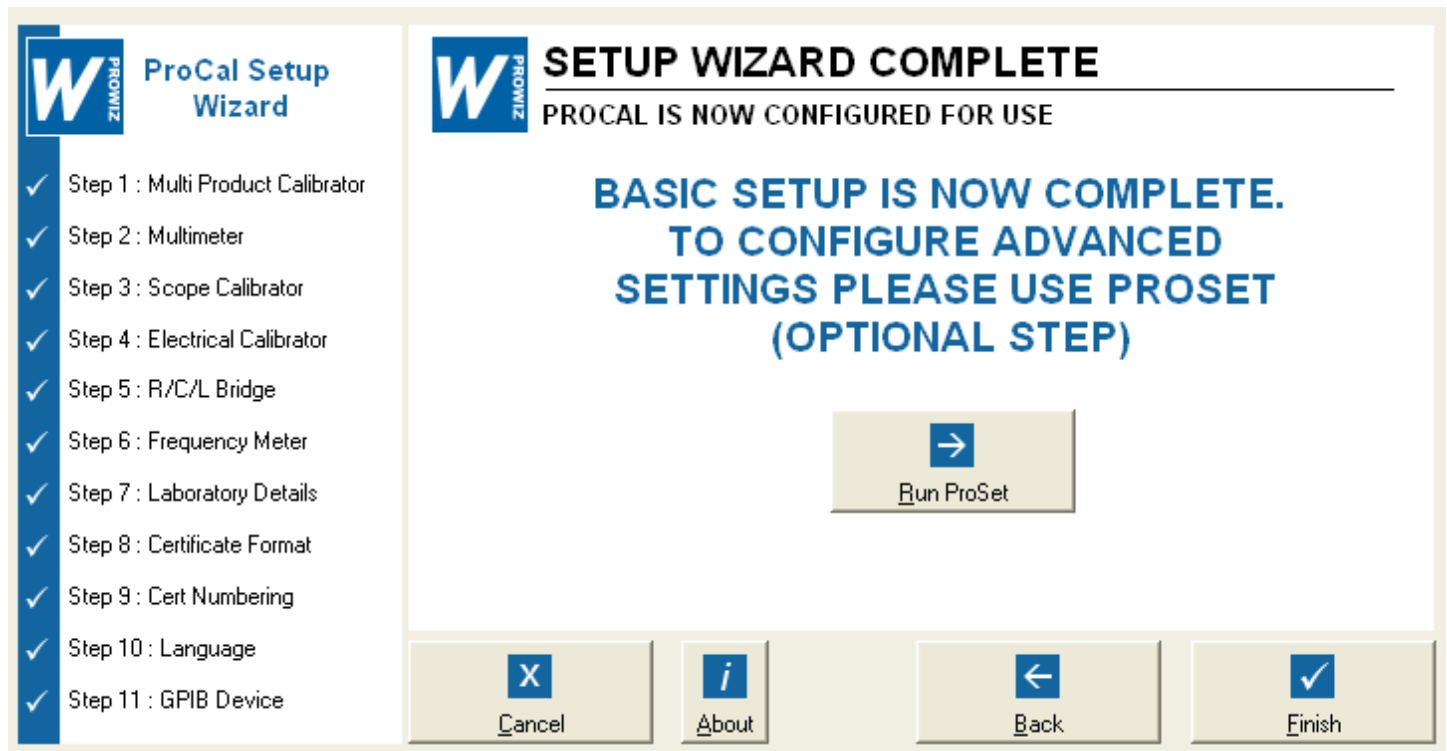 PROWIZ
ProCal Setup
Wizard
Step 1 : Multi Product Calibrator
Step 2 : Multimeter
Step 3 : Scope Calibrator
Step 4 : Electrical Calibrator
Step 5 : R/C/L Bridge
Step 6 : Frequency Meter
Step 7 : Laboratory Details
Step 8 : Certificate Format
Step 9 : Cert Numbering
Step 10 : Language
Step 11 : GPIB Device
W PROWIZ
SETUP WIZARD COMPLETE
PROCAL IS NOW CONFIGURED FOR USE
BASIC SETUP IS NOW COMPLETE.
TO CONFIGURE ADVANCED
SETTINGS PLEASE USE PROSET
(OPTIONAL STEP)
Run ProSet
X
Cancel
i
About
Back
Finish